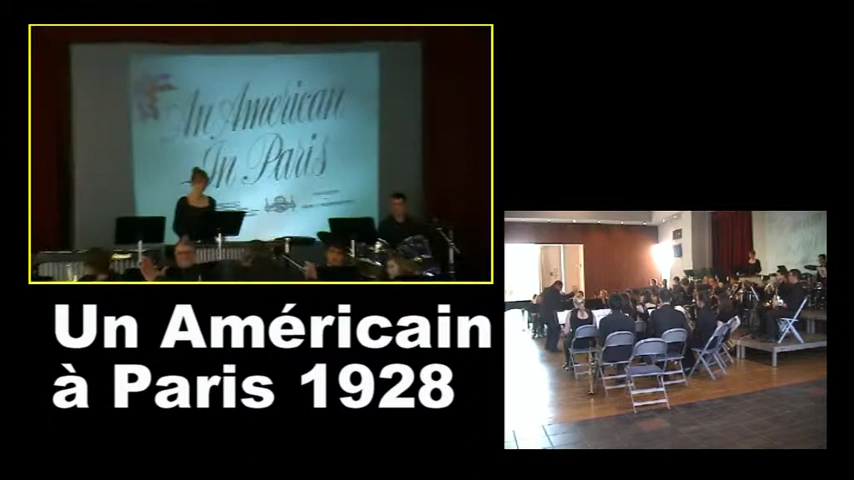 An American
In Paris
Un Américain
à Paris 1928